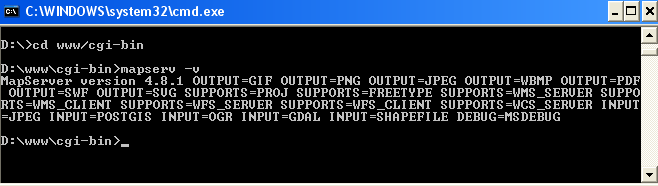 C:\WINDOWS\system32\cmd.exe
D:\>cd www/cgi-bin
D:\www\cgi-bin>mapserv -v
MapServer version 4.8.1 OUTPUT=GIF OUTPUT=PNG OUTPUT=JPEG OUTPUT=WBMP OUTPUT=PDF
 OUTPUT=SWF OUTPUT=SVG SUPPORTS=PROJ SUPPORTS=FREETYPE SUPPORTS=WMS_SERVER SUPPO
RTS=WMS_CLIENT SUPPORTS=WFS_SERVER SUPPORTS=WFS_CLIENT SUPPORTS=WCS_SERVER INPUT
=JPEG INPUT=POSTGIS INPUT=OGR INPUT=GDAL INPUT=SHAPEFILE DEBUG=MSDEBUG
D:\www\cgi-bin>_